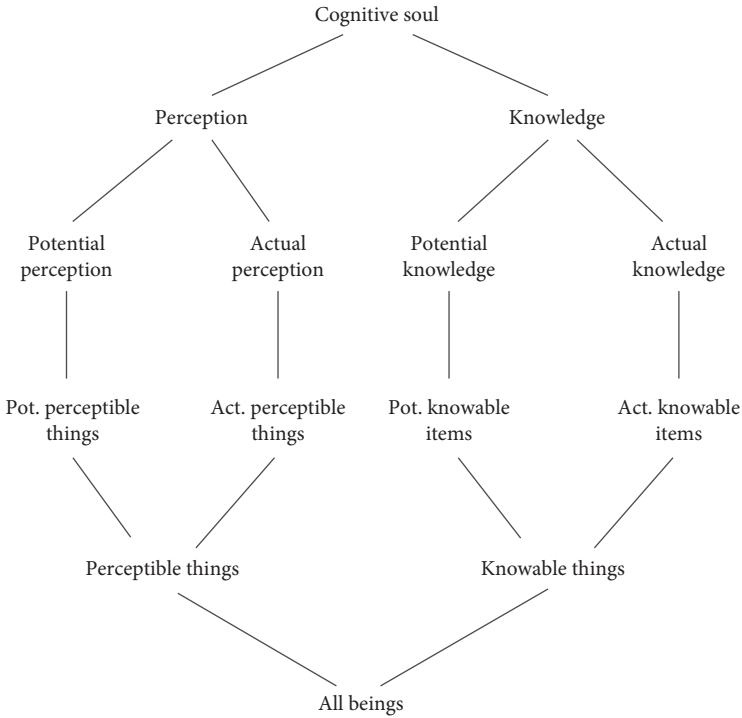 Cognitive soul
Perception
Knowledge
Potential
perception
Actual
perception
Potential
knowledge
Actual
knowledge
Pot. perceptible
things
Act. perceptible
things
Pot. knowable
items
Act. knowable
items
Perceptible things
Knowable things
All beings